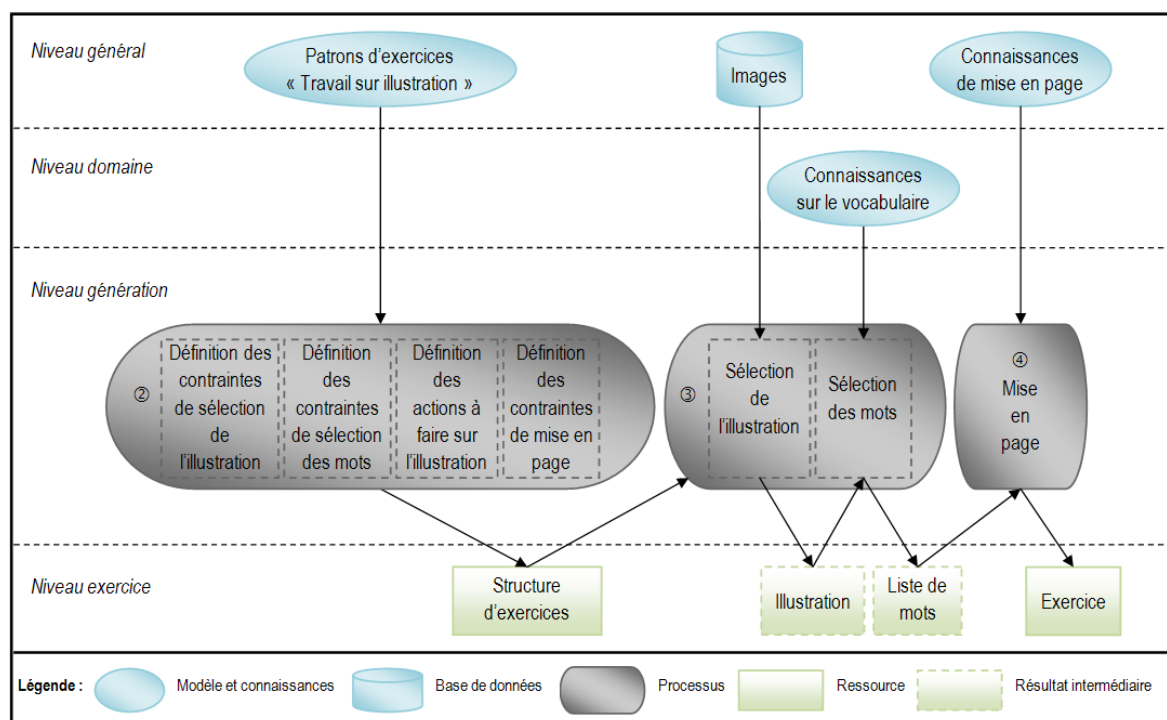 Niveau général
Patrons d'exercices
« Travail sur illustration »
Images
Connaissances
de mise en page
Niveau domaine
Connaissances
sur le vocabulaire
Niveau génération
②
Définition des
contraintes
de sélection
de
l'illustration
Définition
des
contraintes
de sélection
des mots
Définition
des
actions à
faire sur
l'illustration
Définition
des
contraintes
de mise en
page
③
Sélection
de
l'illustration
Sélection
des mots
④
Mise
en
page
Niveau exercice
Structure
d'exercices
Illustration
Liste de
mots
Exercice
Légende :
Modèle et connaissances
Base de données
Processus
Ressource
Résultat intermédiaire